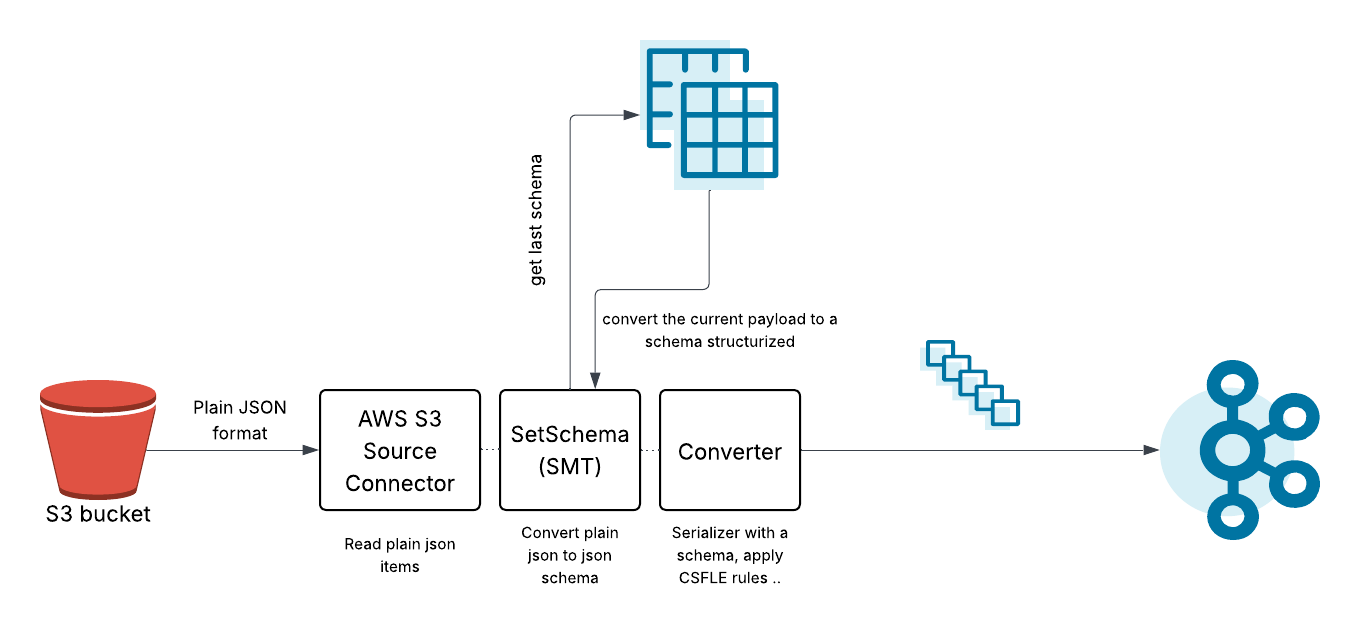 get last schema
convert the current payload to a
schema structurized
Plain JSON
format
S3 bucket
AWS S3
Source
Connector
Read plain json
items
SetSchema
(SMT)
Convert plain
json to json
schema
Converter
Serializer with a
schema, apply
CSFLE rules ..